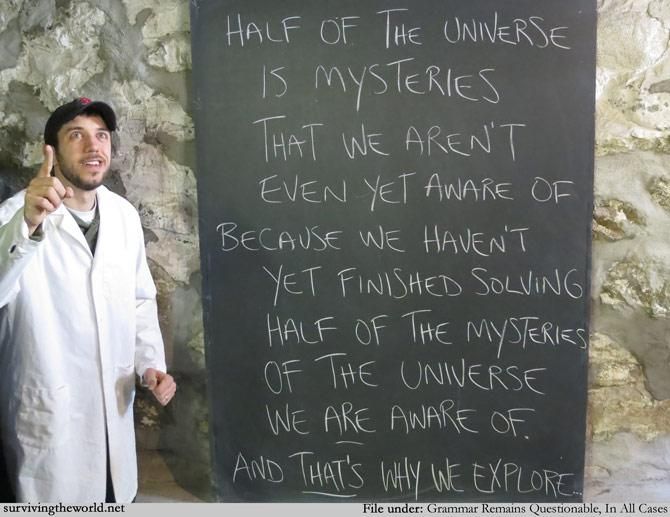 HALF OF THE UNIVERSE
IS MYSTERIES
THAT WE AREN'T
EVEN YET AWARE OF
BECAUSE WE HAVEN'T
YET FINISHED SOLVING
HALF OF THE MYSTERIES
OF THE UNIVERSE
WE ARE AWARE OF.
AND THAT'S WHY WE EXPLORE...
survivingtheworld.net File under: Grammar Remains Questionable, In All Cases